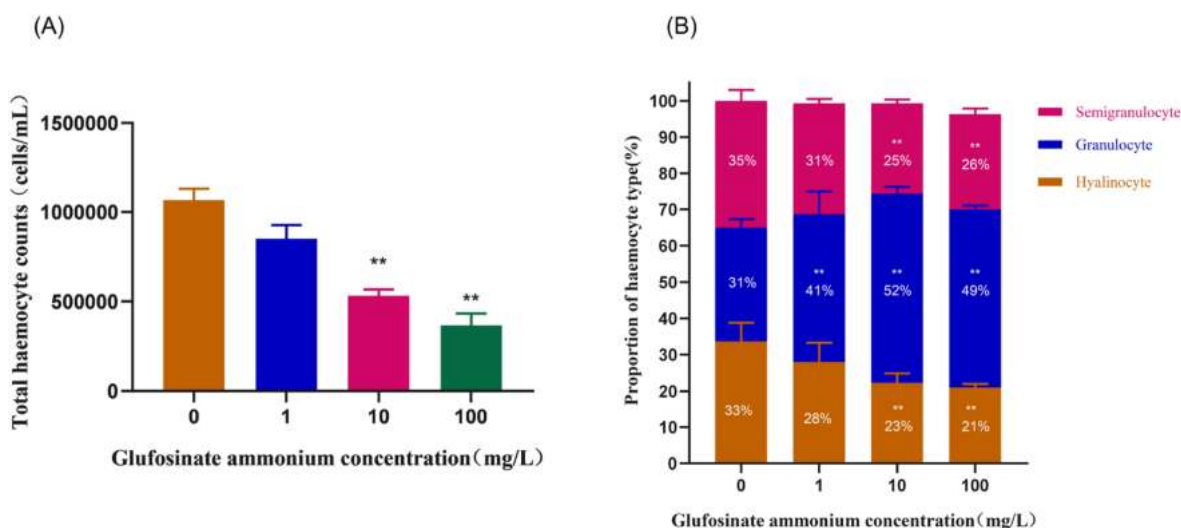 (A)
Total haemocyte counts（cells/mL）
1500000
1000000
500000
0
**
**
0 1 10 100
Glufosinate ammonium concentration（mg/L）
(B)
Proportion of haemocyte type(%)
100
90
80
70
60
50
40
30
20
10
0
35% 31% ** 25% ** 26%
31% ** 41% ** 52% ** 49%
33% 28% ** 23% ** 21%
0 1 10 100
Glufosinate ammonium concentration（mg/L）
Semigranulocyte
Granulocyte
Hyalinocyte